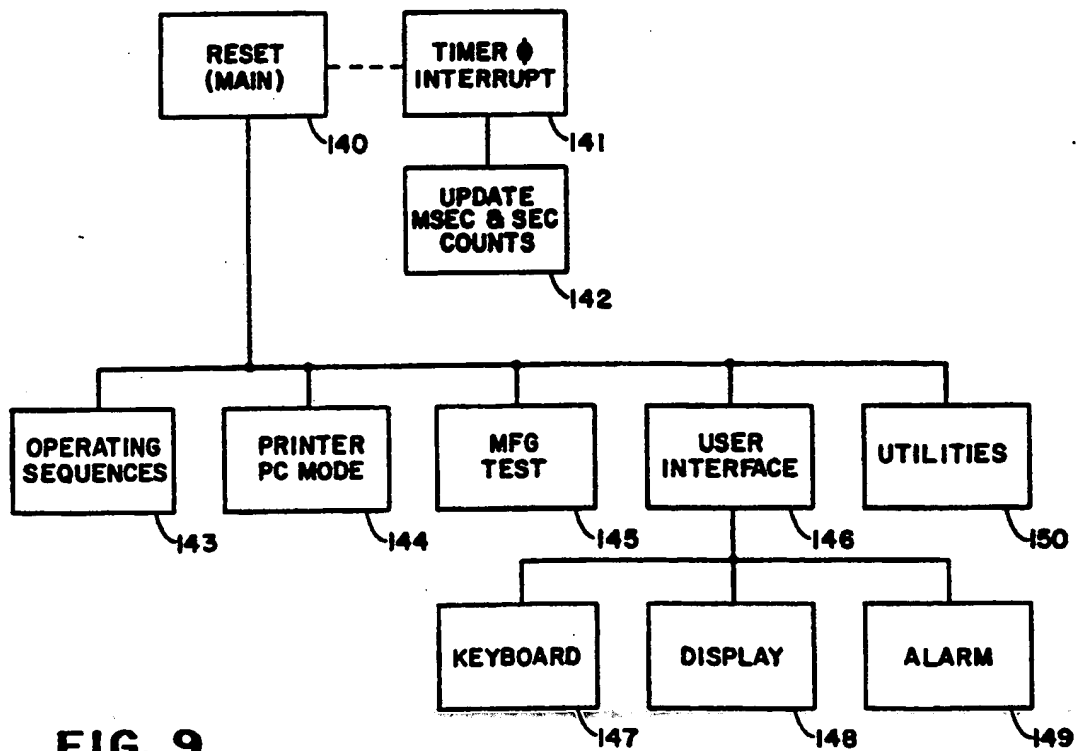 RESET
(MAIN)
140
TIMER ϕ
INTERRUPT
141
UPDATE
MSEC & SEC
COUNTS
142
OPERATING
SEQUENCES
143
PRINTER
PC MODE
144
MFG
TEST
145
USER
INTERFACE
146
UTILITIES
150
KEYBOARD
147
DISPLAY
148
ALARM
149
FIG. 9